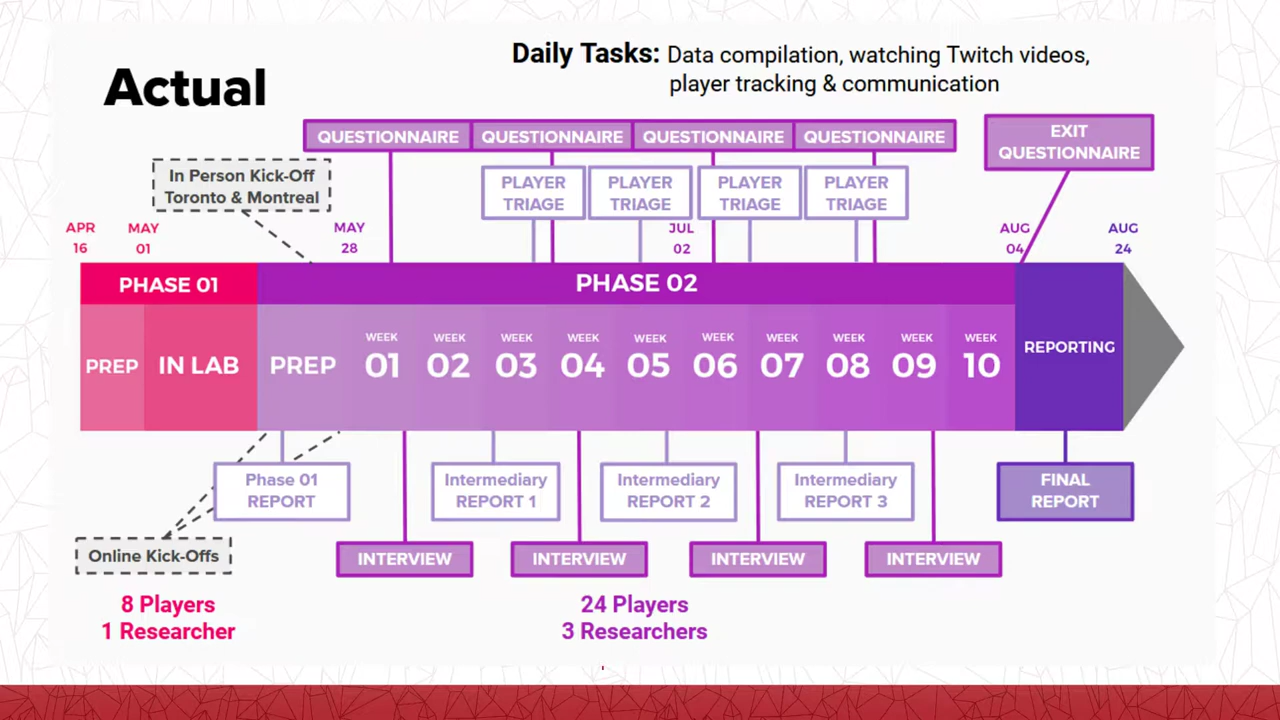 Daily Tasks: Data compilation, watching Twitch videos,
player tracking & communication
Actual
QUESTIONNAIRE QUESTIONNAIRE QUESTIONNAIRE QUESTIONNAIRE
EXIT
QUESTIONNAIRE
In Person Kick-Off
Toronto & Montreal
PLAYER
TRIAGE
PLAYER
TRIAGE
PLAYER
TRIAGE
PLAYER
TRIAGE
APR
16
MAY
01
MAY
28
JUL
02
AUG
04
AUG
24
PHASE 01
PHASE 02
PREP
IN LAB
PREP
WEEK
01
WEEK
02
WEEK
03
WEEK
04
WEEK
05
WEEK
06
WEEK
07
WEEK
08
WEEK
09
WEEK
10
REPORTING
Phase 01
REPORT
Intermediary
REPORT 1
Intermediary
REPORT 2
Intermediary
REPORT 3
FINAL
REPORT
Online Kick-Offs
INTERVIEW
INTERVIEW
INTERVIEW
INTERVIEW
8 Players
1 Researcher
24 Players
3 Researchers